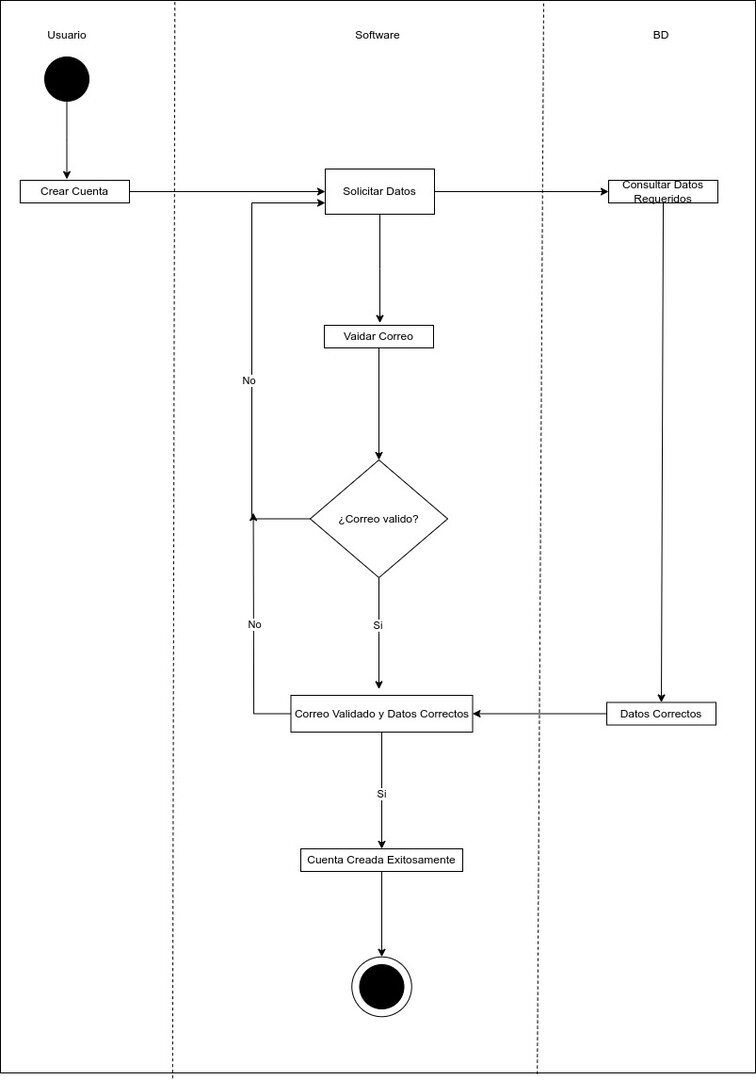 Usuario
Software
BD
Crear Cuenta
Solicitar Datos
Consultar Datos
Requeridos
Vaidar Correo
No
¿Correo valido?
No
Si
Correo Validado y Datos Correctos
Datos Correctos
Si
Cuenta Creada Exitosamente